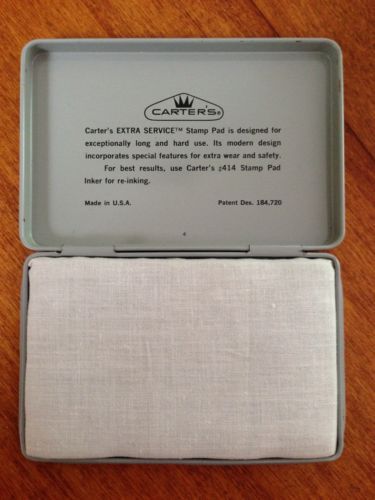 CARTER'S®
Carter's EXTRA SERVICE™ Stamp Pad is designed for
exceptionally long and hard use. Its modern design
incorporates special features for extra wear and safety.
For best results, use Carter's #414 Stamp Pad
Inker for re-inking.
Made in U.S.A. Patent Des. 184,720
4